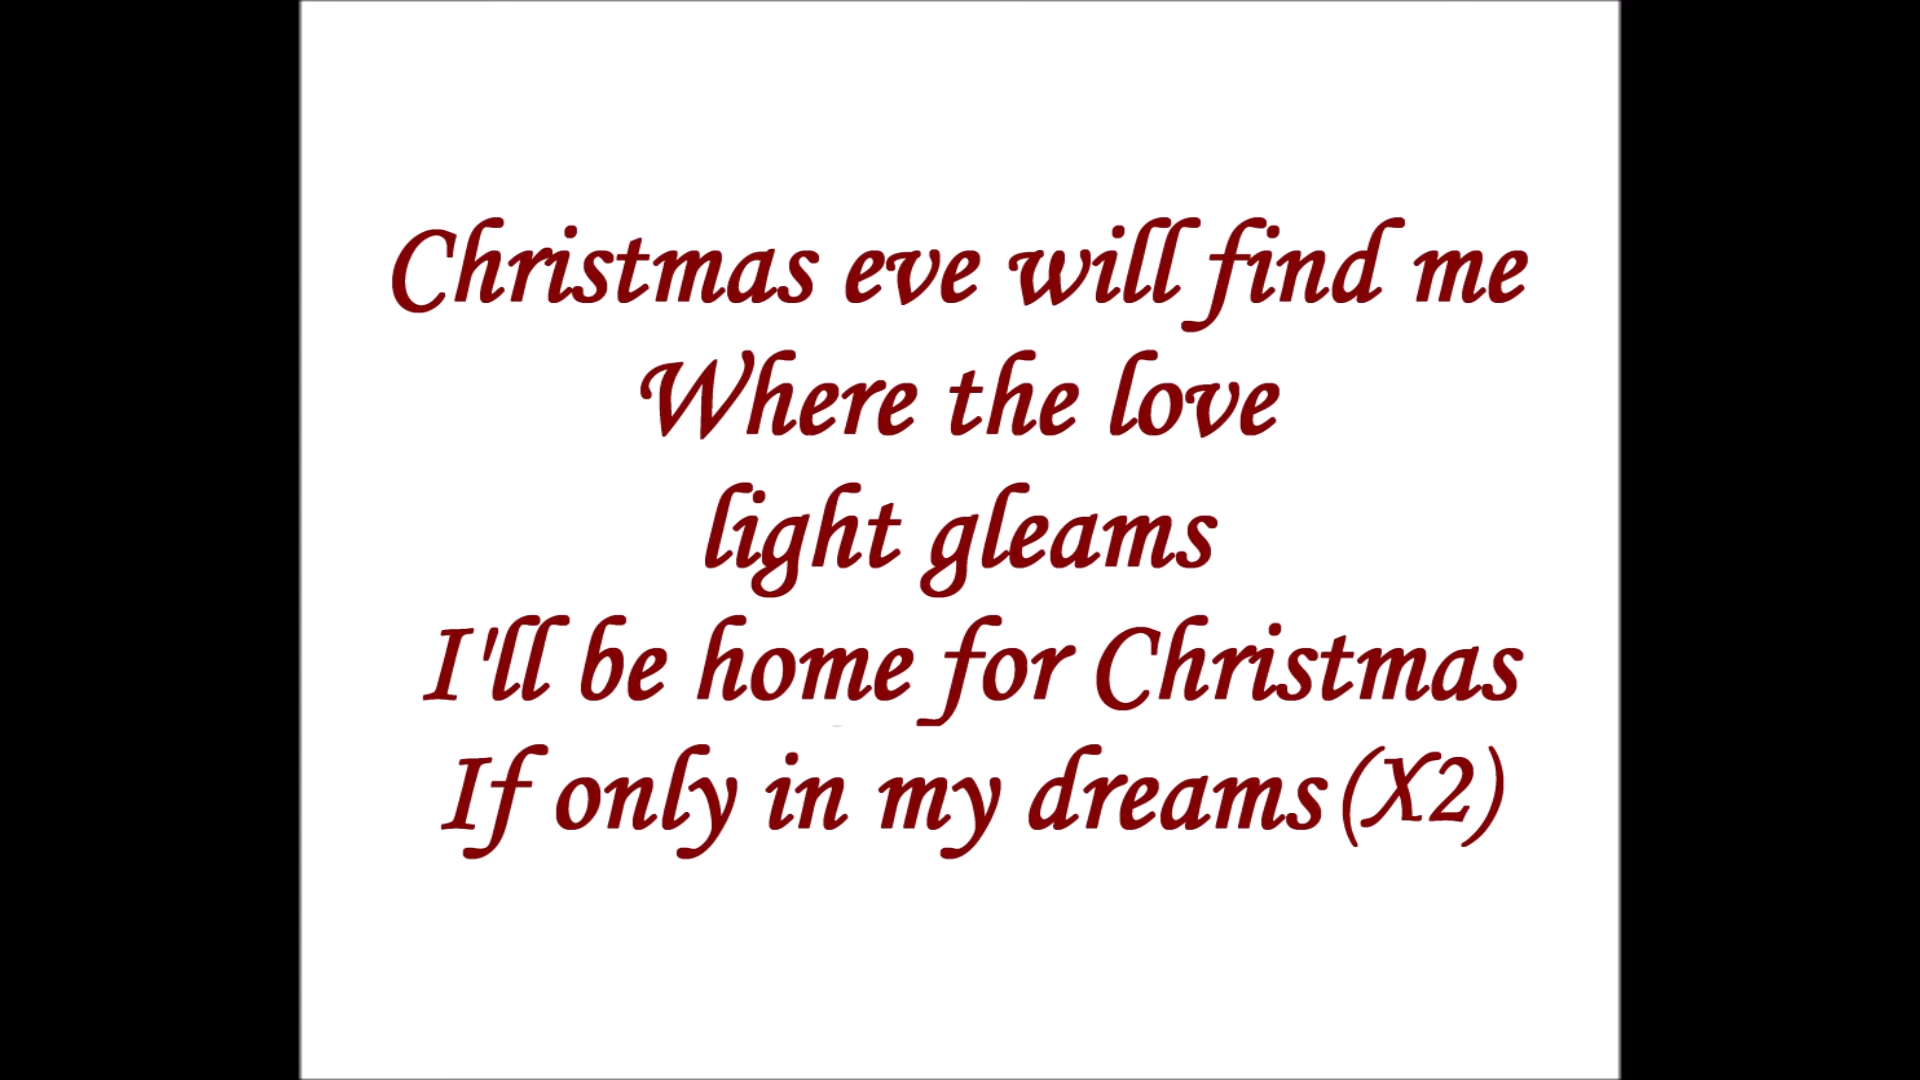 Christmas eve will find me
Where the love
light gleams
I'll be home for Christmas
If only in my dreams (X2)